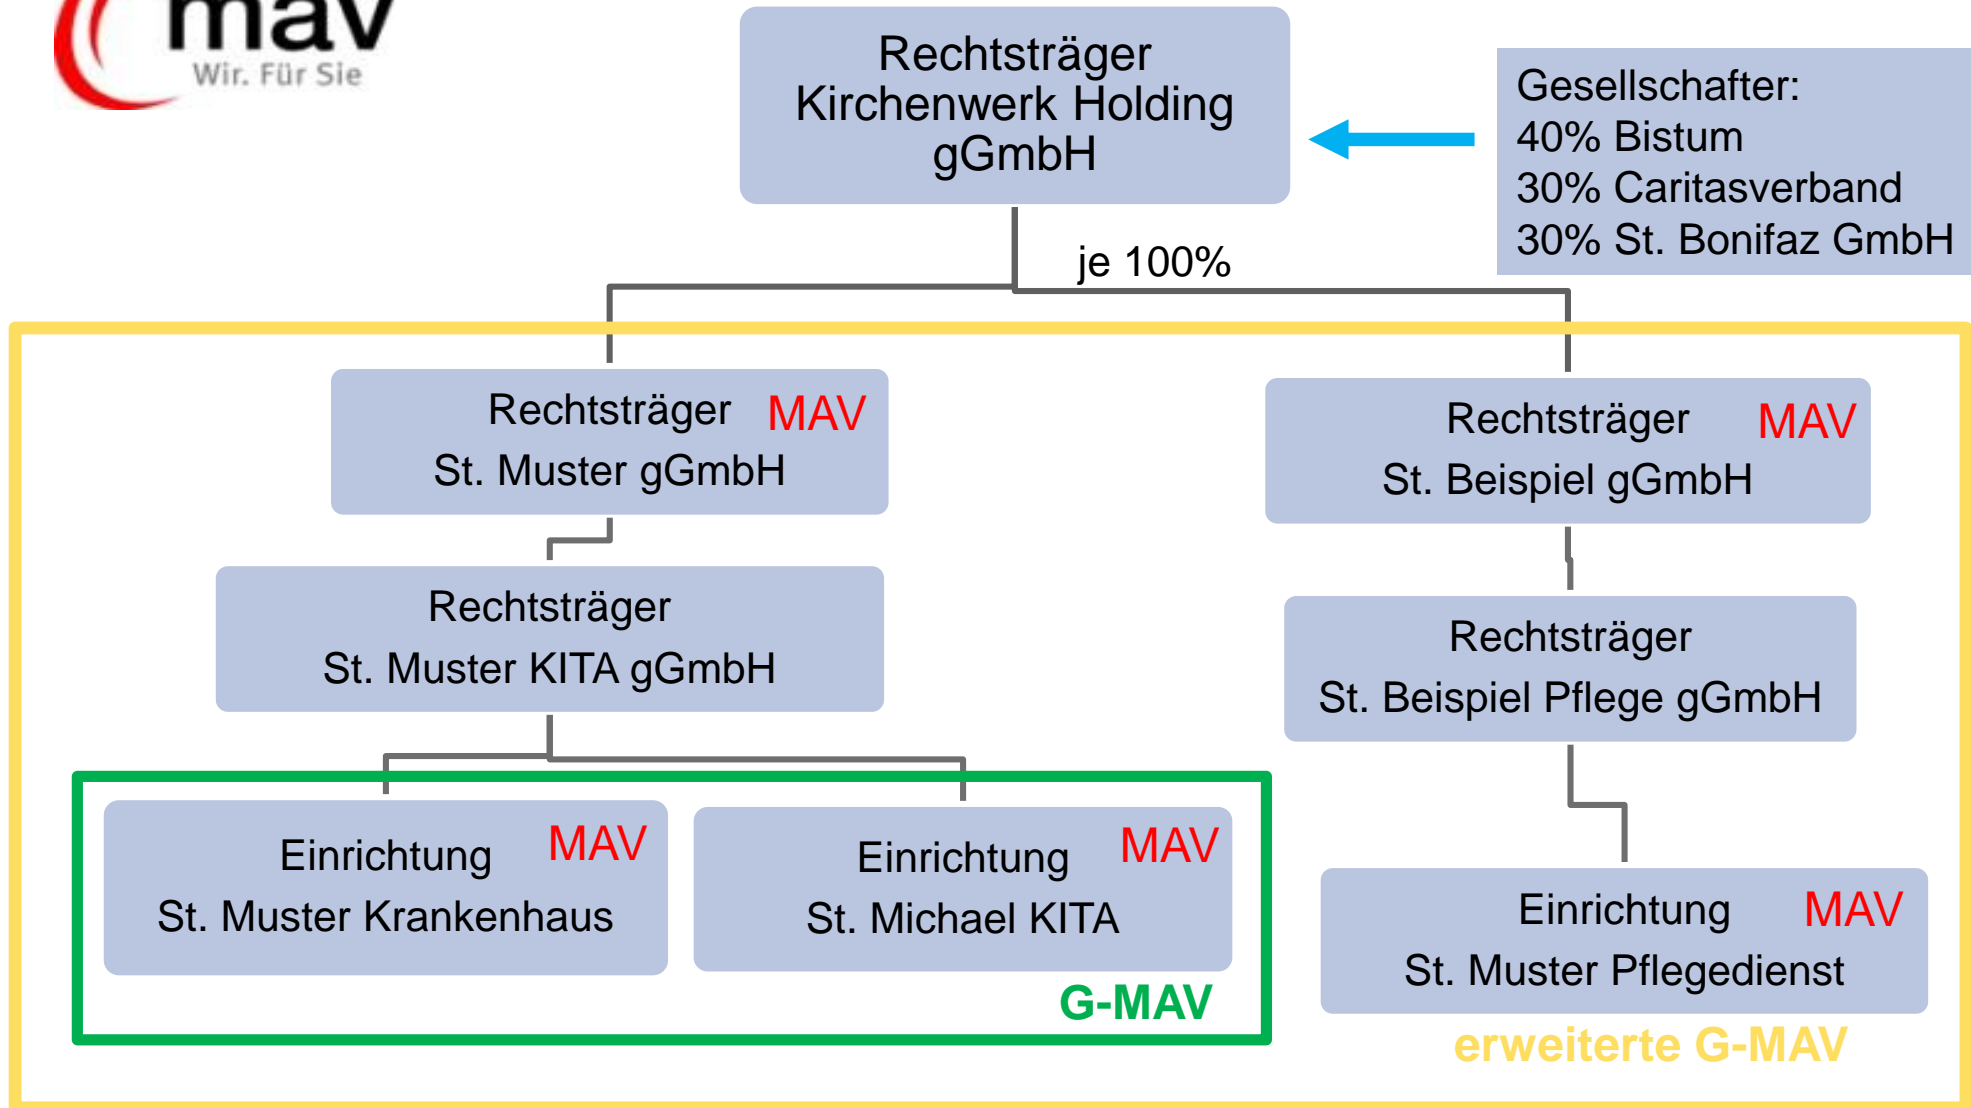 mav
Wir. Für Sie
Rechtsträger
Kirchenwerk Holding
gGmbH
Gesellschafter:
40% Bistum
30% Caritasverband
30% St. Bonifaz GmbH
je 100%
Rechtsträger MAV
St. Muster gGmbH
Rechtsträger MAV
St. Beispiel gGmbH
Rechtsträger
St. Muster KITA gGmbH
Rechtsträger
St. Beispiel Pflege gGmbH
Einrichtung MAV
St. Muster Krankenhaus
Einrichtung MAV
St. Michael KITA
G-MAV
Einrichtung MAV
St. Muster Pflegedienst
erweiterte G-MAV